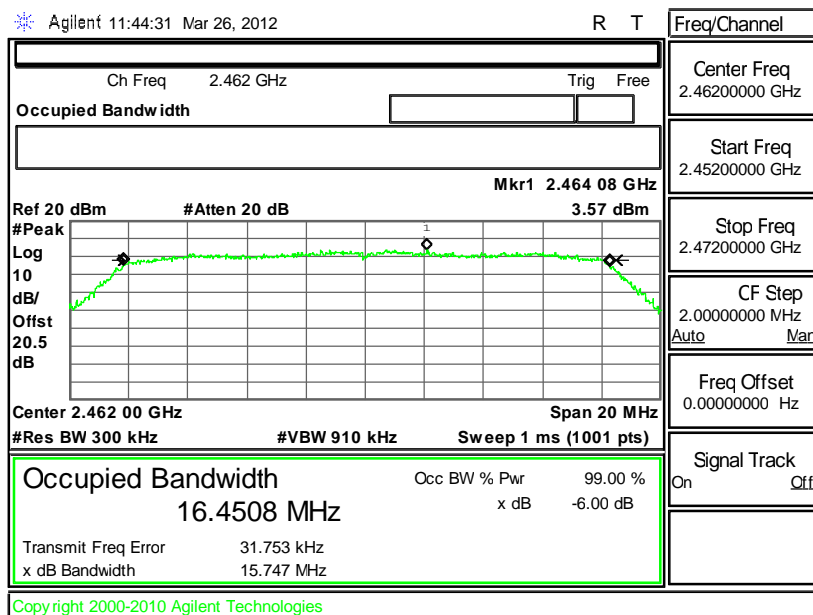 Agilent 11:44:31 Mar 26, 2012 R T
Ch Freq 2.462 GHz Trig Free
Occupied Bandwidth
Mkr1 2.464 08 GHz
Ref 20 dBm #Atten 20 dB 3.57 dBm
#Peak
Log
10
dB/
Offst
20.5
dB
1
Center 2.462 00 GHz Span 20 MHz
#Res BW 300 kHz #VBW 910 kHz Sweep 1 ms (1001 pts)
Occupied Bandwidth
16.4508 MHz
Occ BW % Pwr 99.00 %
x dB -6.00 dB
Transmit Freq Error 31.753 kHz
x dB Bandwidth 15.747 MHz
Copyright 2000-2010 Agilent Technologies
Freq/Channel
Center Freq
2.46200000 GHz
Start Freq
2.45200000 GHz
Stop Freq
2.47200000 GHz
CF Step
2.00000000 MHz
Auto Man
Freq Offset
0.00000000 Hz
Signal Track
On Off